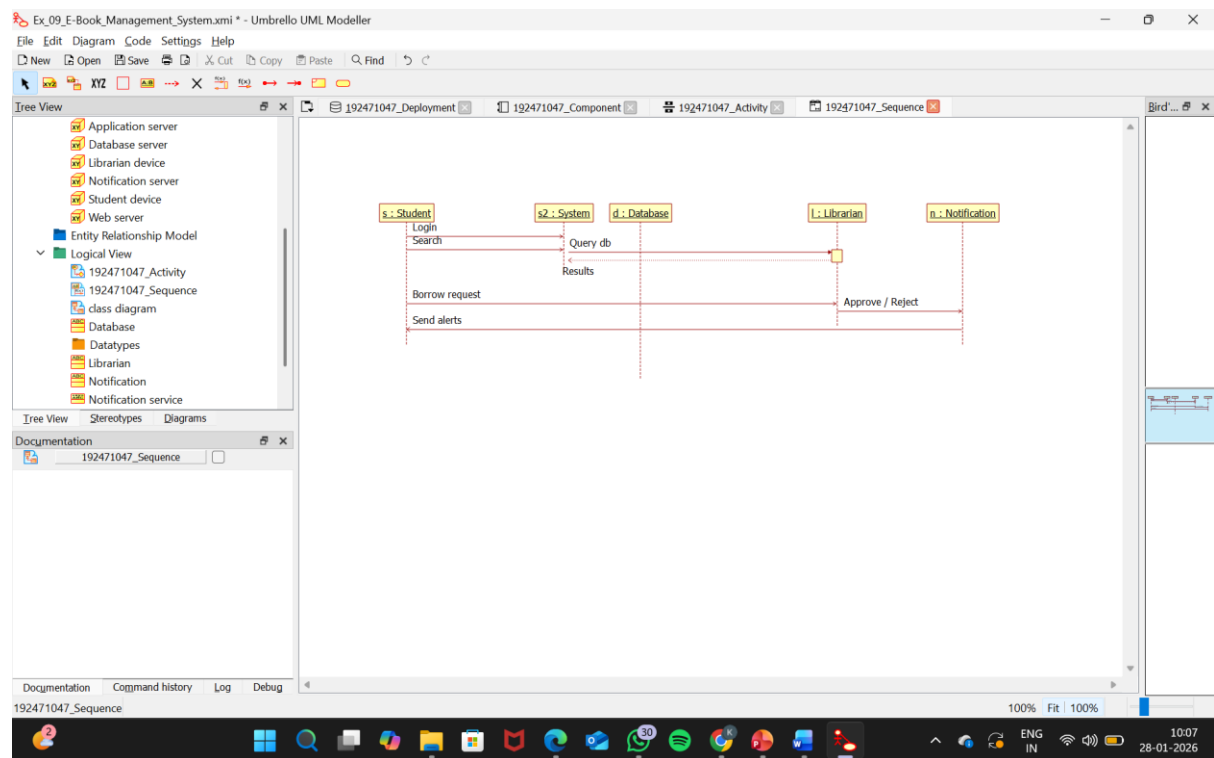 Ex_09_E-Book_Management_System.xmi * - Umbrello UML Modeller
File Edit Diagram Code Settings Help
New Open Save Cut Copy Paste Find
XYZ A.B f(x)
Tree View
192471047_Deployment 192471047_Component 192471047_Activity 192471047_Sequence
Bird'...
Application server
Database server
Librarian device
Notification server
Student device
Web server
Entity Relationship Model
Logical View
192471047_Activity
192471047_Sequence
class diagram
Database
Datatypes
Librarian
Notification
Notification service
Tree View Stereotypes Diagrams
s : Student s2 : System d : Database l : Librarian n : Notification
Login
Search
Query db
Results
Borrow request
Approve / Reject
Send alerts
Documentation
192471047_Sequence
Documentation Command history Log Debug
192471047_Sequence
100% Fit 100%
2
30
ENG
IN
10:07
28-01-2026